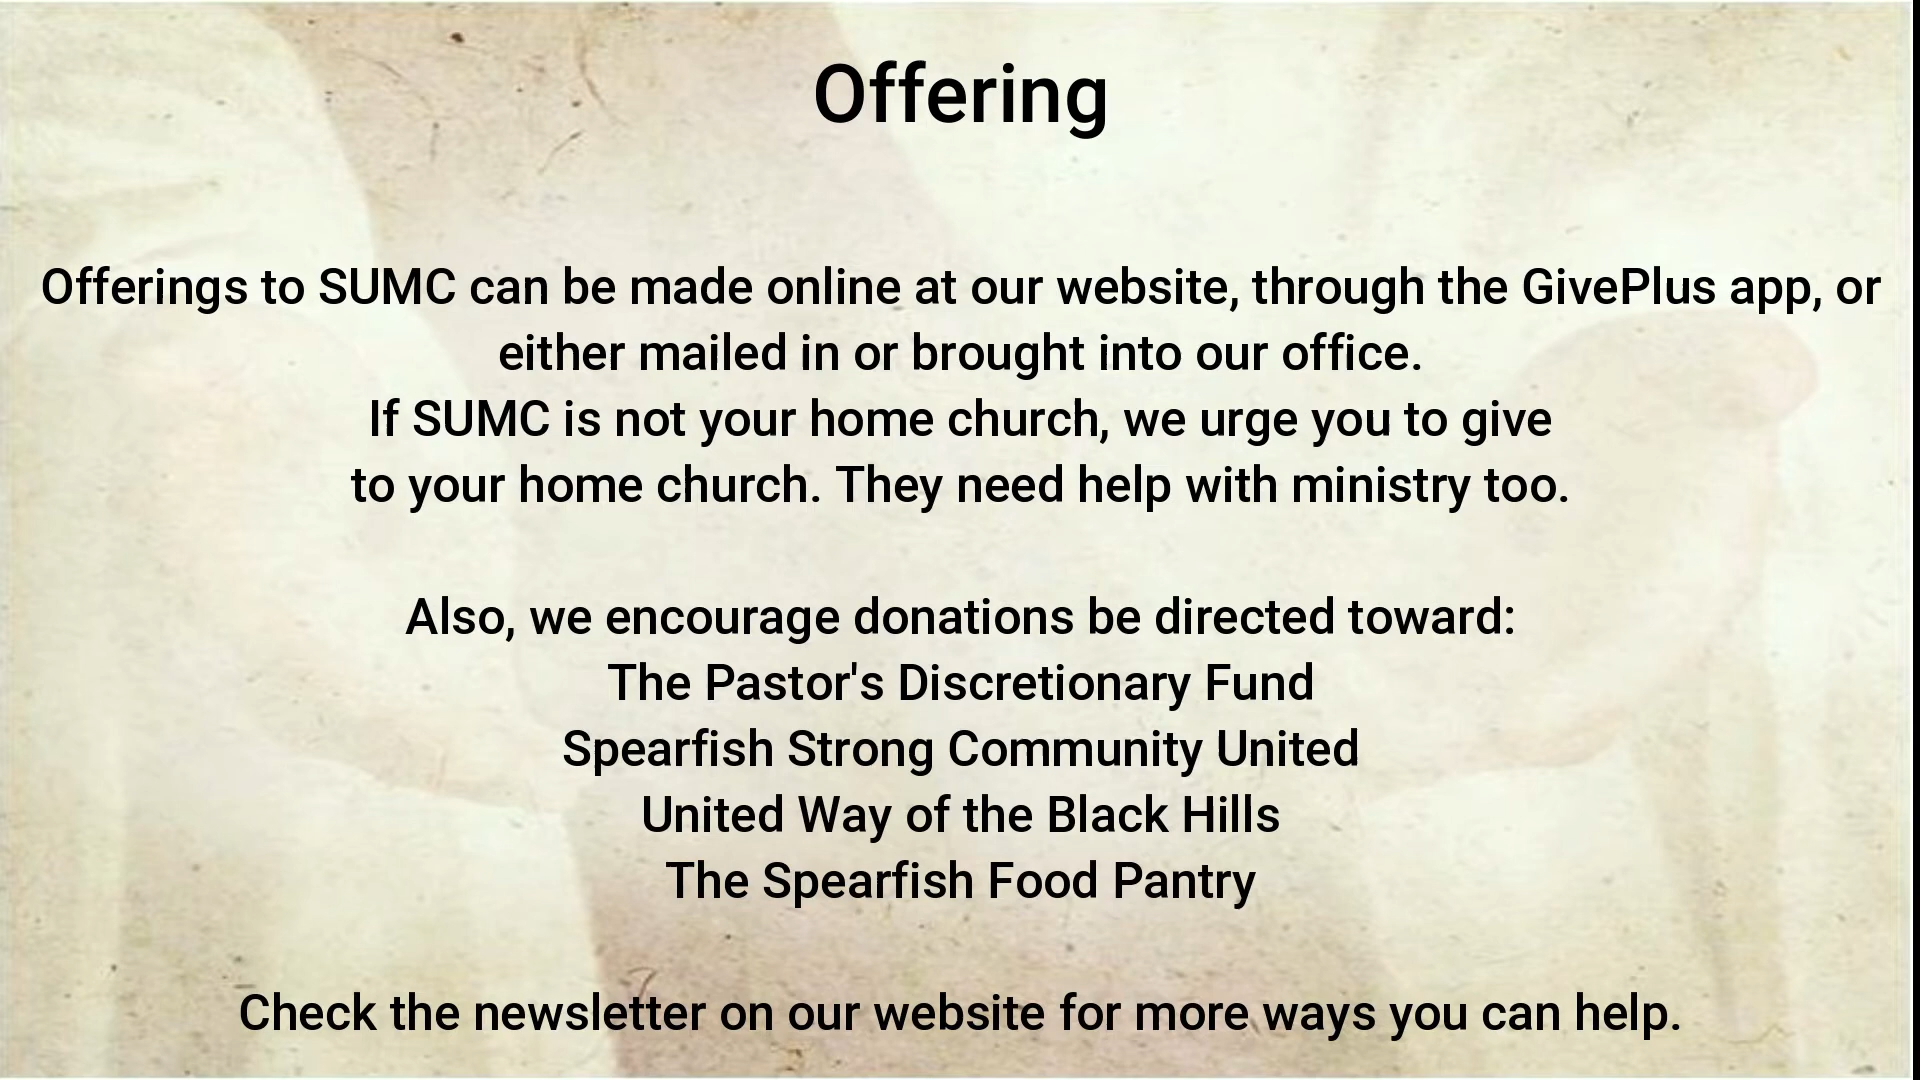 Offering
Offerings to SUMC can be made online at our website, through the GivePlus app, or
either mailed in or brought into our office.
If SUMC is not your home church, we urge you to give
to your home church. They need help with ministry too.
Also, we encourage donations be directed toward:
The Pastor's Discretionary Fund
Spearfish Strong Community United
United Way of the Black Hills
The Spearfish Food Pantry
Check the newsletter on our website for more ways you can help.